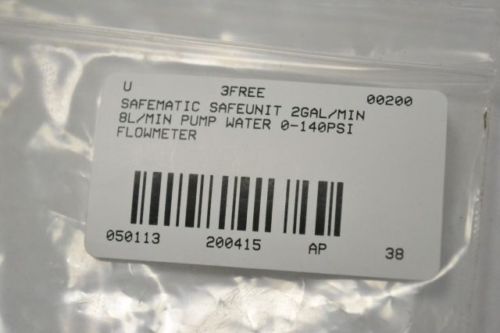 U 3FREE 00200
SAFEMATIC SAFEUNIT 2GAL/MIN
8L/MIN PUMP WATER 0-140PSI
FLOWMETER
050113 200415 AP 38